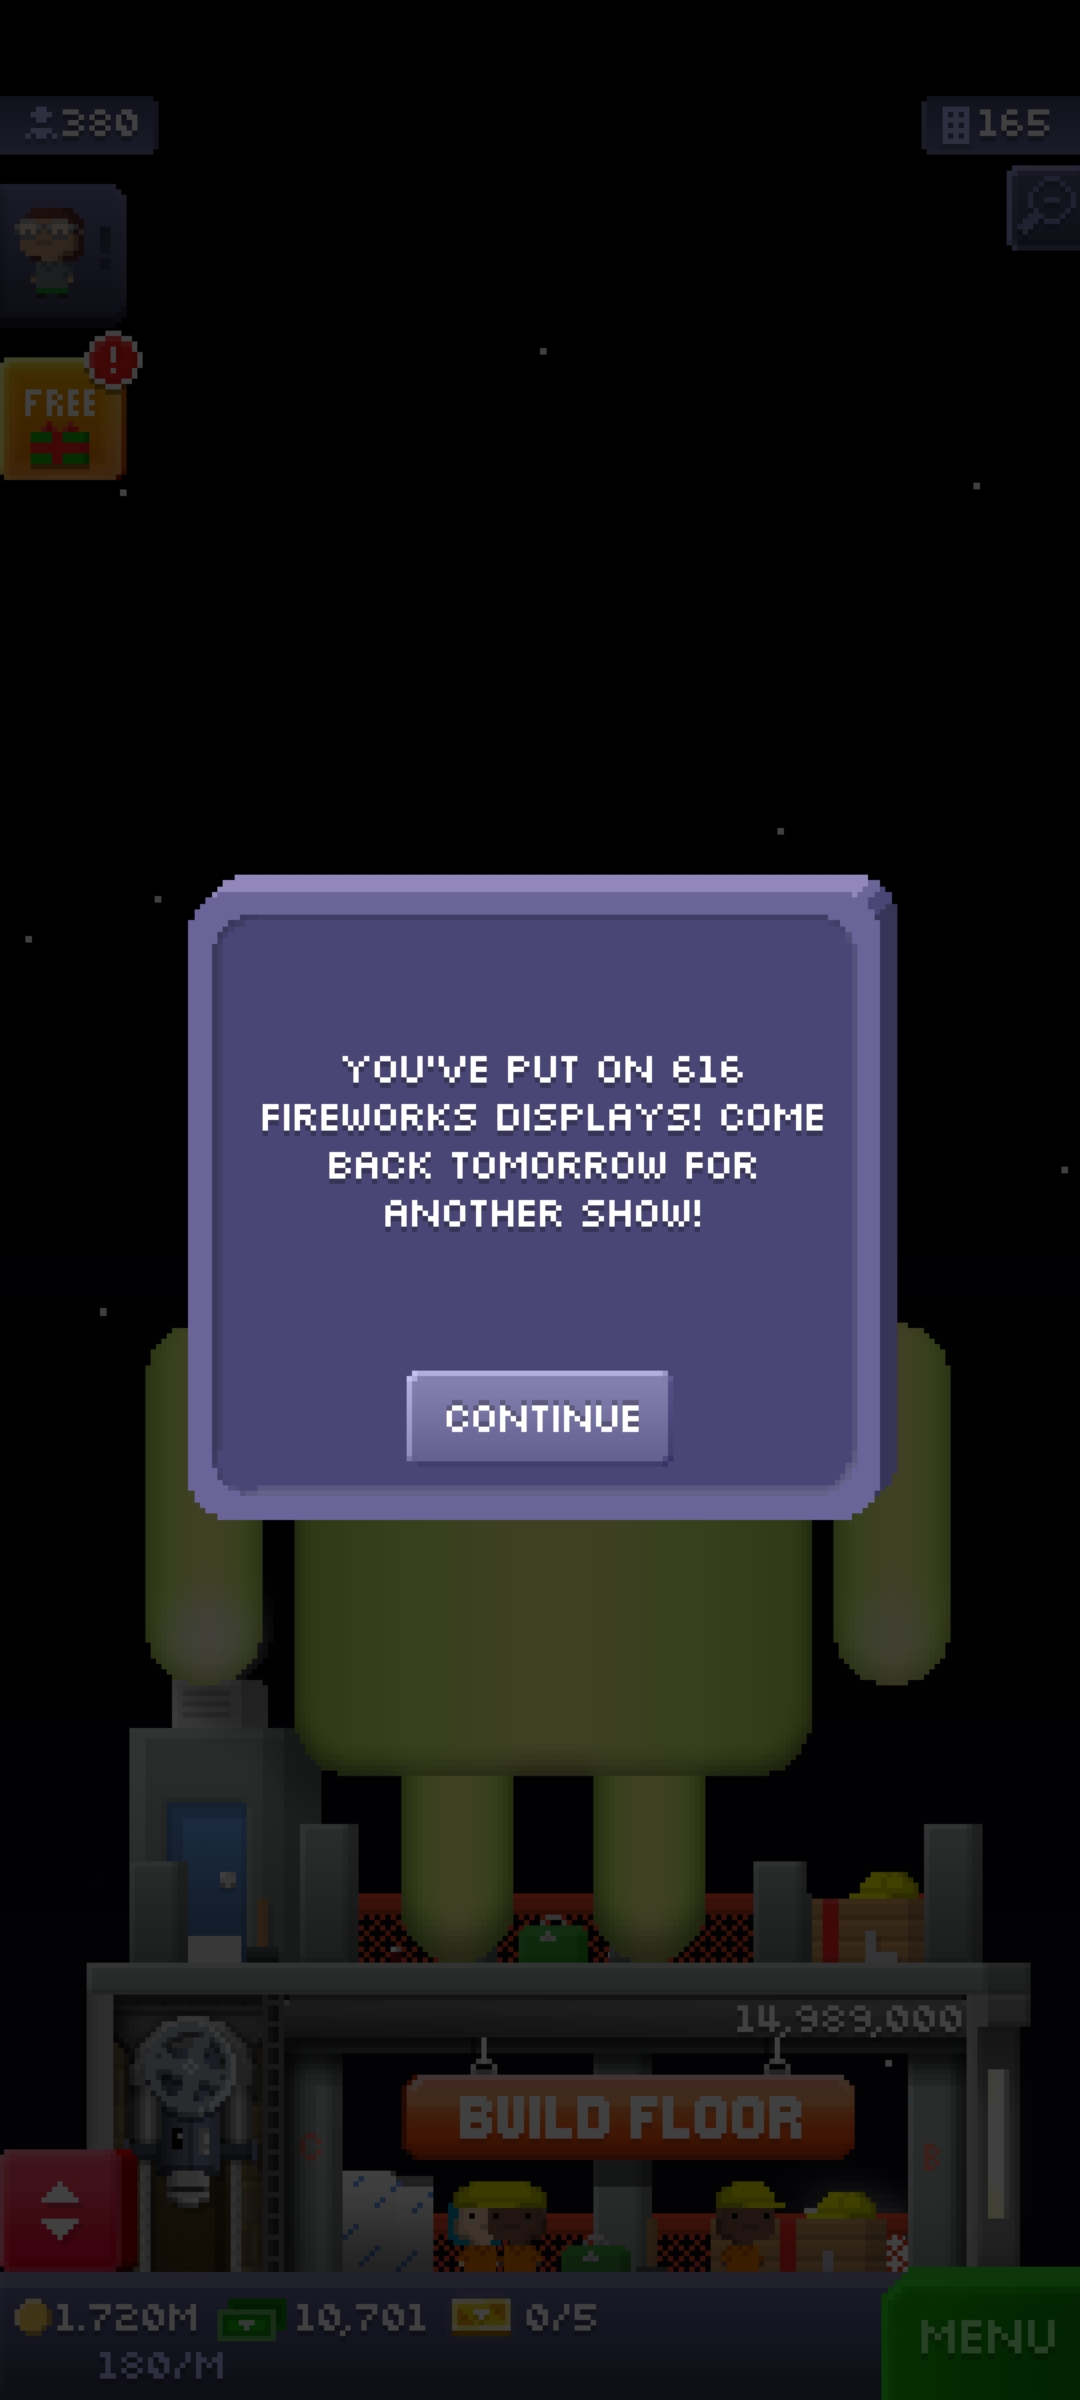 380
165
FREE
YOU'VE PUT ON 616
FIREWORKS DISPLAYS! COME
BACK TOMORROW FOR
ANOTHER SHOW!
CONTINUE
14,989,000
BUILD FLOOR
1.720M 10,701 0/5
180/M
MENU